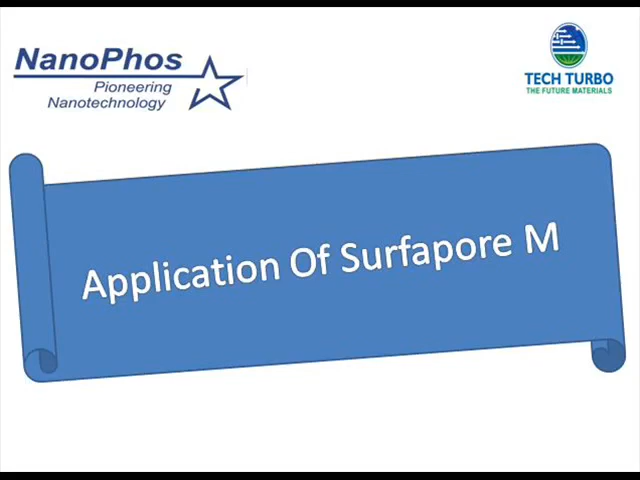 NanoPhos
Pioneering
Nanotechnology
TECH TURBO
THE FUTURE MATERIALS
Application Of Surfapore M